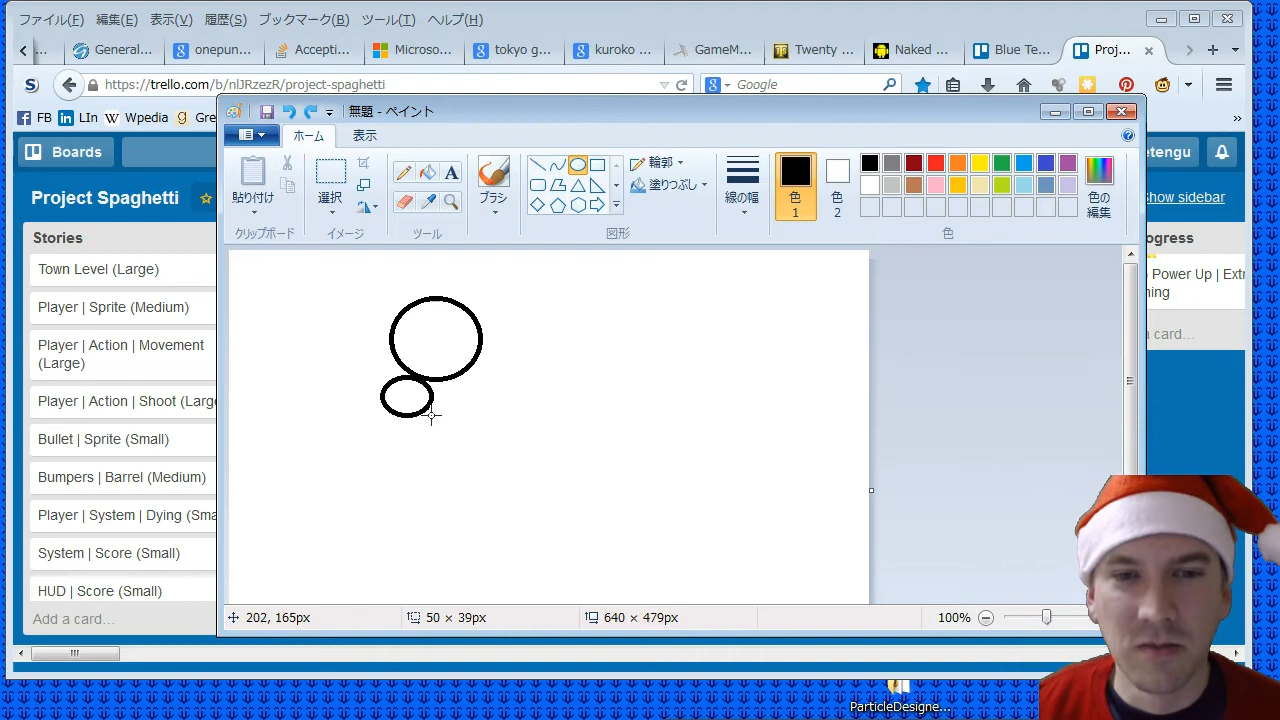 ファイル(F) 編集(E) 表示(V) 履歴(S) ブックマーク(B) ツール(T) ヘルプ(H)
... General... onepun... Accepti... Microso... tokyo g... kuroko ... GameM... Twenty ... Naked ... Blue Te... Proj...
https://trello.com/b/nlJRzezR/project-spaghetti Google
FB LIn Wpedia Gre
無題 - ペイント
Boards
ホーム 表示
etengu
Project Spaghetti
貼り付け
選択
ブラシ
輪郭
塗りつぶし
線の幅
色
1
色
2
色の
編集
Show sidebar
クリップボード イメージ ツール 図形 色
Stories
Town Level (Large)
Player | Sprite (Medium)
Player | Action | Movement
(Large)
Player | Action | Shoot (Large
Bullet | Sprite (Small)
Bumpers | Barrel (Medium)
Player | System | Dying (Sma
System | Score (Small)
HUD | Score (Small)
Add a card...
ogress
Power Up | Extr
ning
a card...
202, 165px 50 × 39px 640 × 479px 100%
ParticleDesigne...